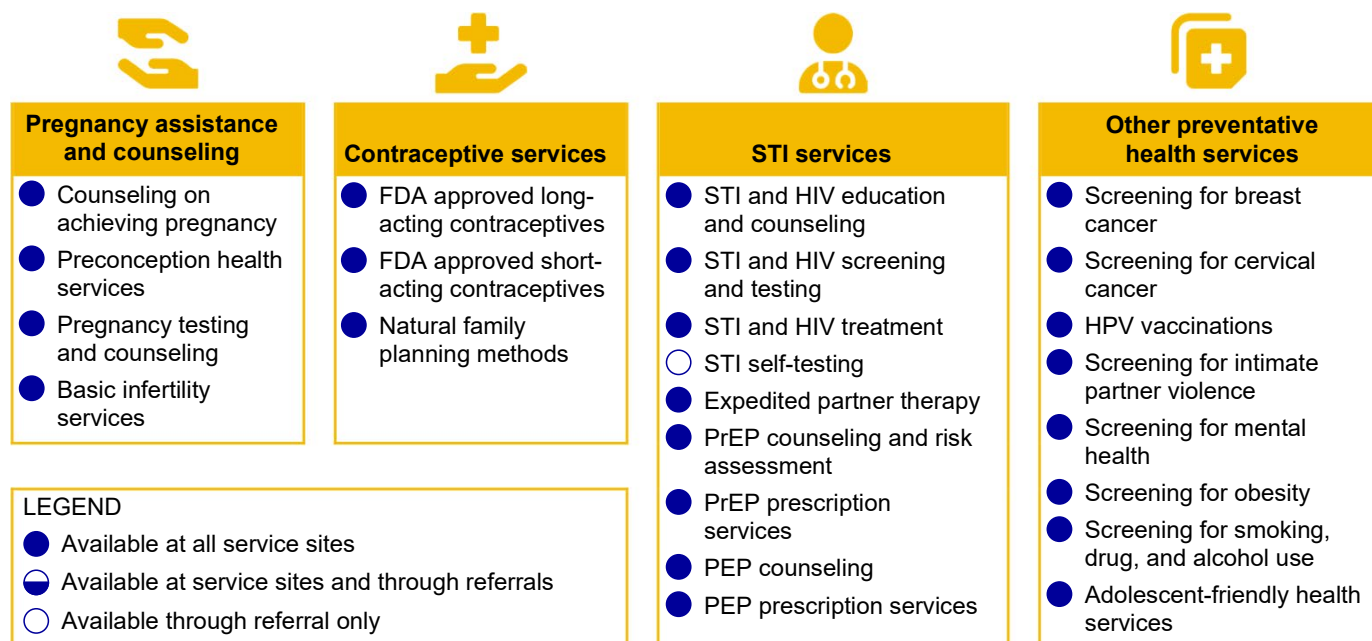 Pregnancy assistance
and counseling
Counseling on
achieving pregnancy
Preconception health
services
Pregnancy testing
and counseling
Basic infertility
services
Contraceptive services
FDA approved long-
acting contraceptives
FDA approved short-
acting contraceptives
Natural family
planning methods
STI services
STI and HIV education
and counseling
STI and HIV screening
and testing
STI and HIV treatment
STI self-testing
Expedited partner therapy
PrEP counseling and risk
assessment
PrEP prescription
services
PEP counseling
PEP prescription services
Other preventative
health services
Screening for breast
cancer
Screening for cervical
cancer
HPV vaccinations
Screening for intimate
partner violence
Screening for mental
health
Screening for obesity
Screening for smoking,
drug, and alcohol use
Adolescent-friendly health
services
LEGEND
Available at all service sites
Available at service sites and through referrals
Available through referral only